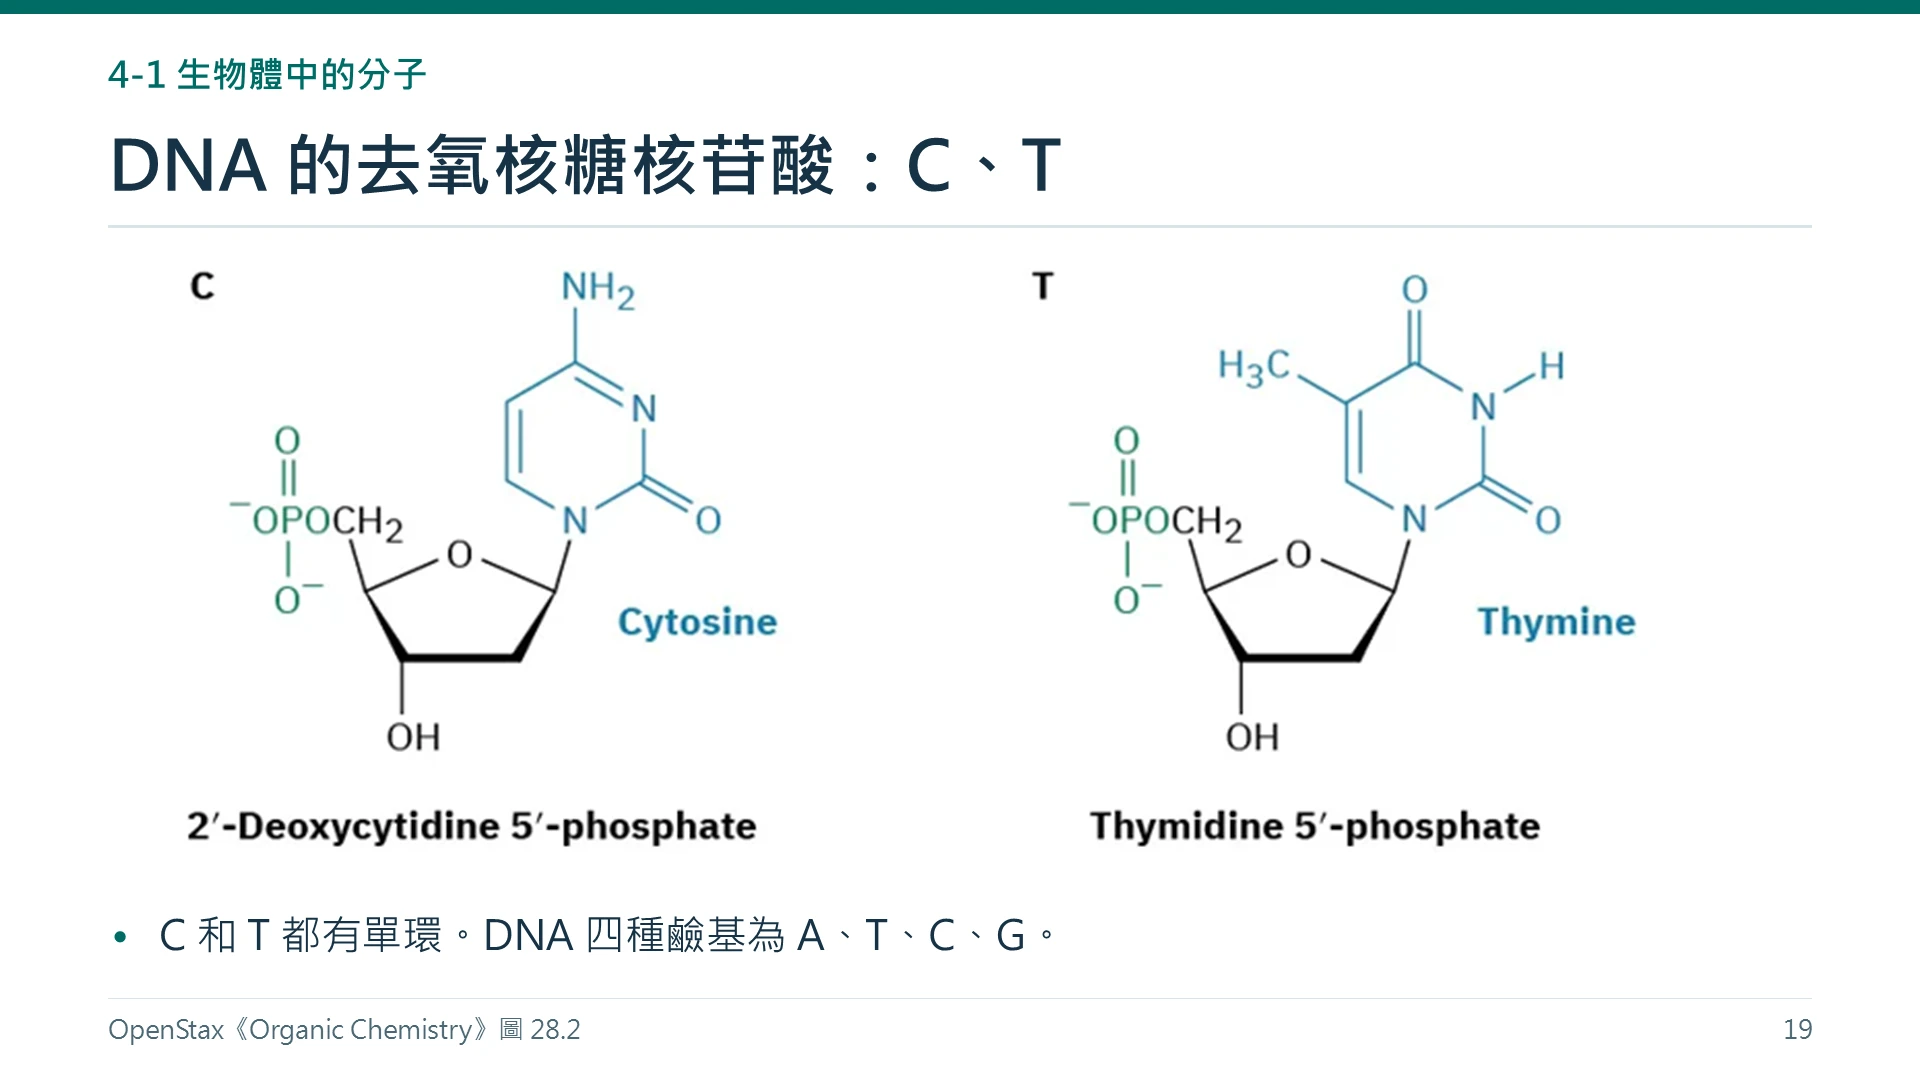 4-1 生物體中的分子
DNA 的去氧核糖核苷酸：C、T
C
NH2
N
O
N
O
⁻OPOCH2
O⁻
O
Cytosine
OH
2′-Deoxycytidine 5′-phosphate
T
O
H3C
H
N
O
N
O
⁻OPOCH2
O⁻
O
Thymine
OH
Thymidine 5′-phosphate
• C 和 T 都有單環。DNA 四種鹼基為 A、T、C、G。
OpenStax《Organic Chemistry》圖 28.2
19